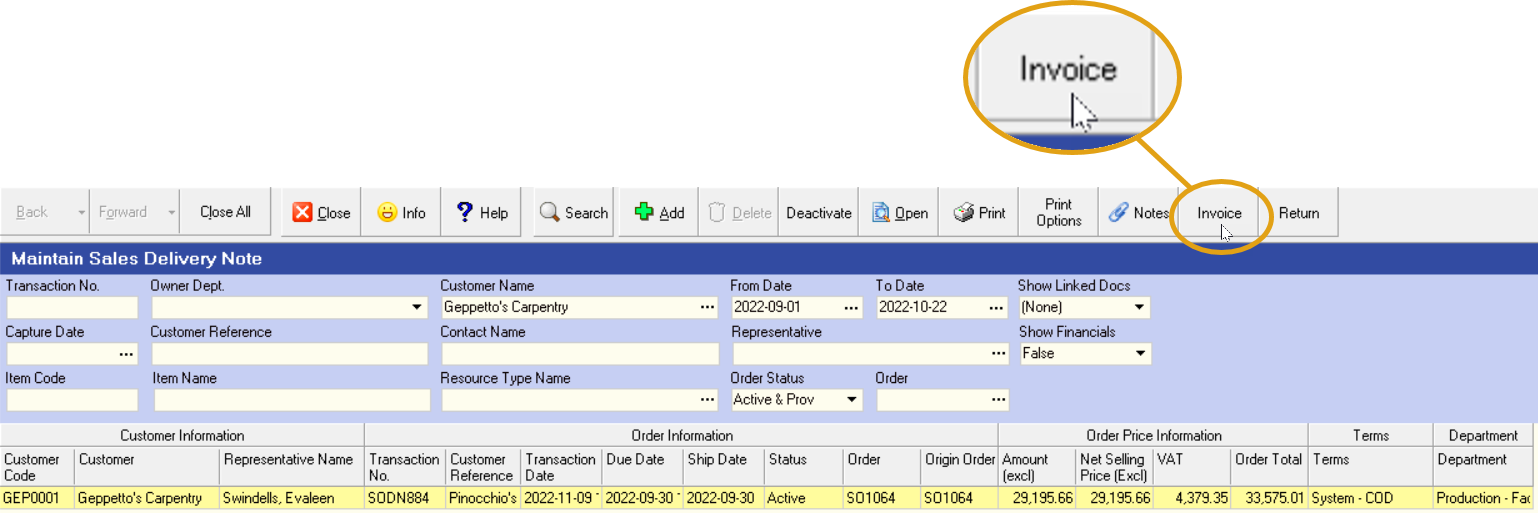 Invoice
Back Forward Close All Close Info Help Search Add Delete Deactivate Open Print Print Options Notes Invoice Return
Maintain Sales Delivery Note
Transaction No. Owner Dept. Customer Name From Date To Date Show Linked Docs
Geppetto's Carpentry ... 2022-09-01 ... 2022-10-22 ... (None)
Capture Date Customer Reference Contact Name Representative Show Financials
... ... False
Item Code Item Name Resource Type Name Order Status Order
... Active & Prov ...
Customer Information Order Information Order Price Information Terms Department
Customer Code Customer Representative Name Transaction No. Customer Reference Transaction Date Due Date Ship Date Status Order Origin Order Amount (excl) Net Selling Price (Excl) VAT Order Total Terms Department
GEP0001 Geppetto's Carpentry Swindells, Evaleen SODN884 Pinocchio's 2022-11-09 2022-09-30 2022-09-30 Active SO1064 SO1064 29,195.66 29,195.66 4,379.35 33,575.01 System - COD Production - Fac